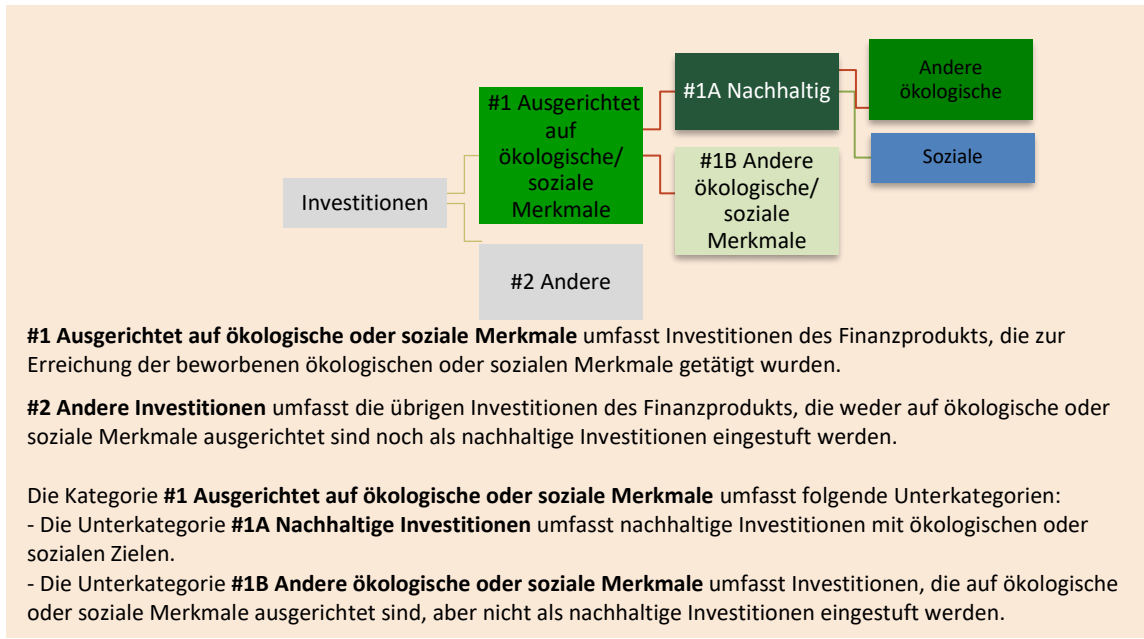 Investitionen
#1 Ausgerichtet
auf
ökologische/
soziale
Merkmale
#2 Andere
#1A Nachhaltig
#1B Andere
ökologische/
soziale
Merkmale
Andere
ökologische
Soziale
#1 Ausgerichtet auf ökologische oder soziale Merkmale umfasst Investitionen des Finanzprodukts, die zur
Erreichung der beworbenen ökologischen oder sozialen Merkmale getätigt wurden.
#2 Andere Investitionen umfasst die übrigen Investitionen des Finanzprodukts, die weder auf ökologische oder
soziale Merkmale ausgerichtet sind noch als nachhaltige Investitionen eingestuft werden.
Die Kategorie #1 Ausgerichtet auf ökologische oder soziale Merkmale umfasst folgende Unterkategorien:
- Die Unterkategorie #1A Nachhaltige Investitionen umfasst nachhaltige Investitionen mit ökologischen oder
sozialen Zielen.
- Die Unterkategorie #1B Andere ökologische oder soziale Merkmale umfasst Investitionen, die auf ökologische
oder soziale Merkmale ausgerichtet sind, aber nicht als nachhaltige Investitionen eingestuft werden.